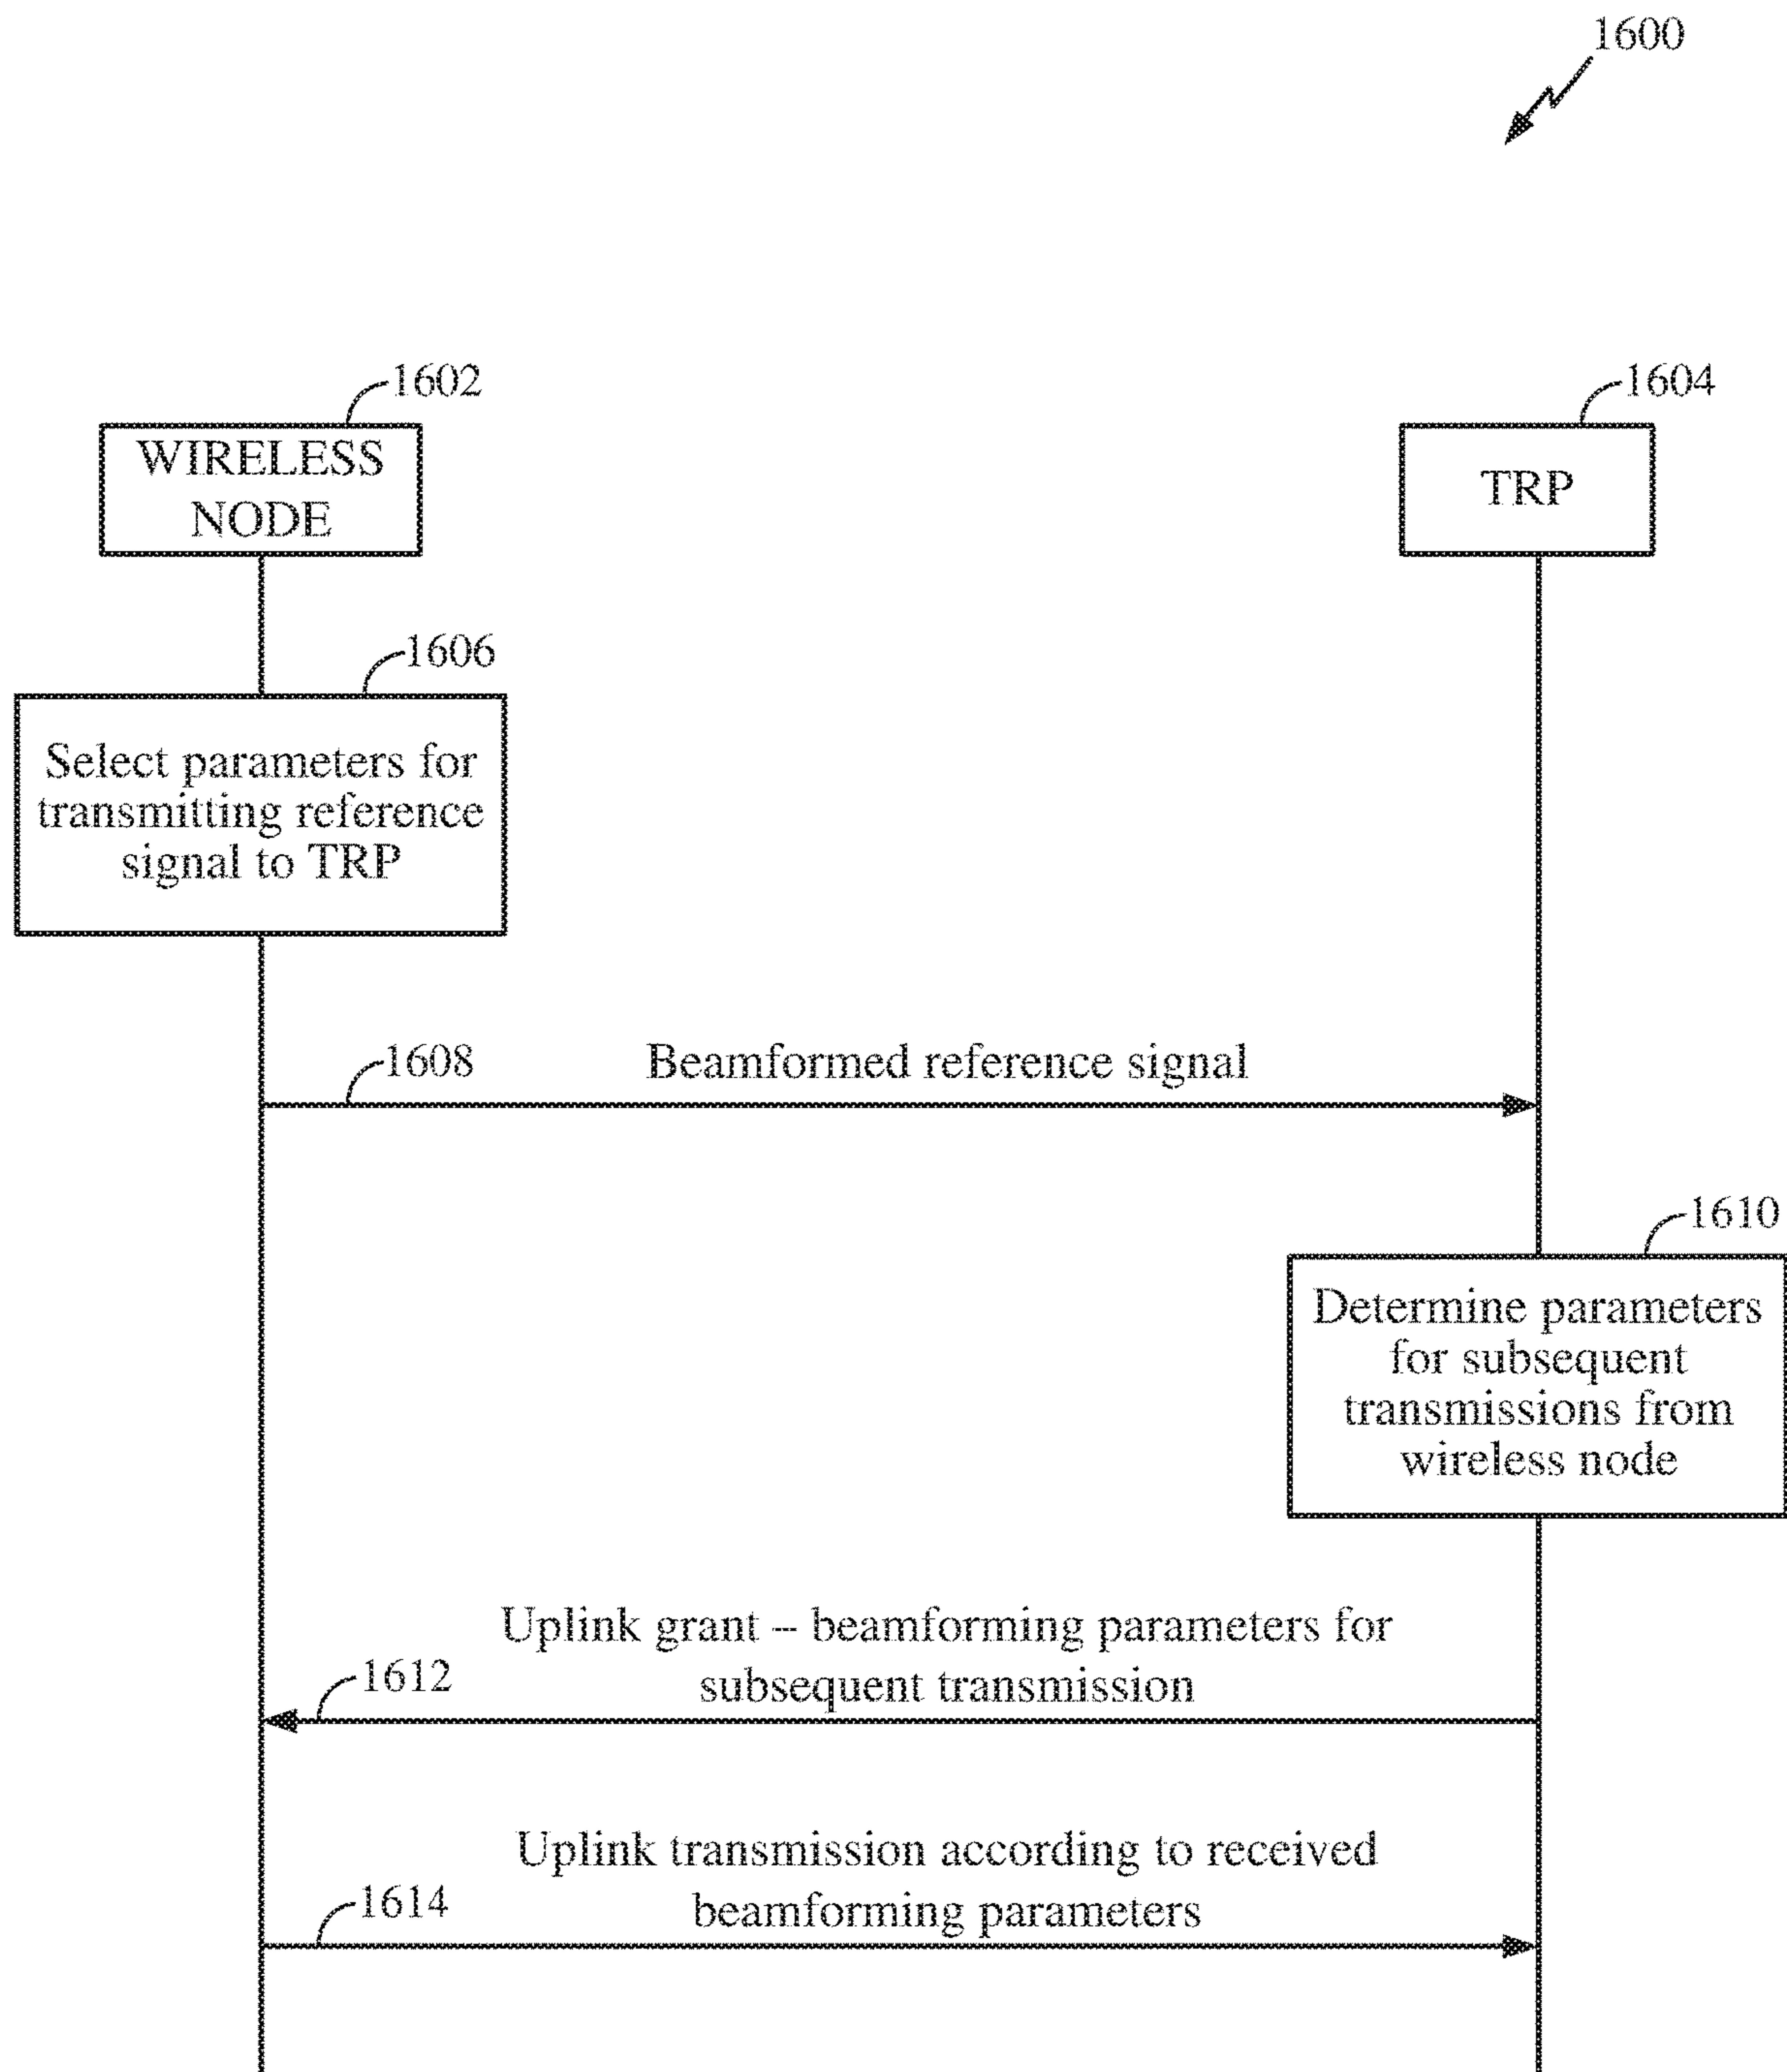 1600
1602
1604
WIRELESS
NODE
TRP
1606
Select parameters for
transmitting reference
signal to TRP
1608
Beamformed reference signal
1610
Determine parameters
for subsequent
transmissions from
wireless node
Uplink grant -- beamforming parameters for
subsequent transmission
1612
Uplink transmission according to received
beamforming parameters
1614